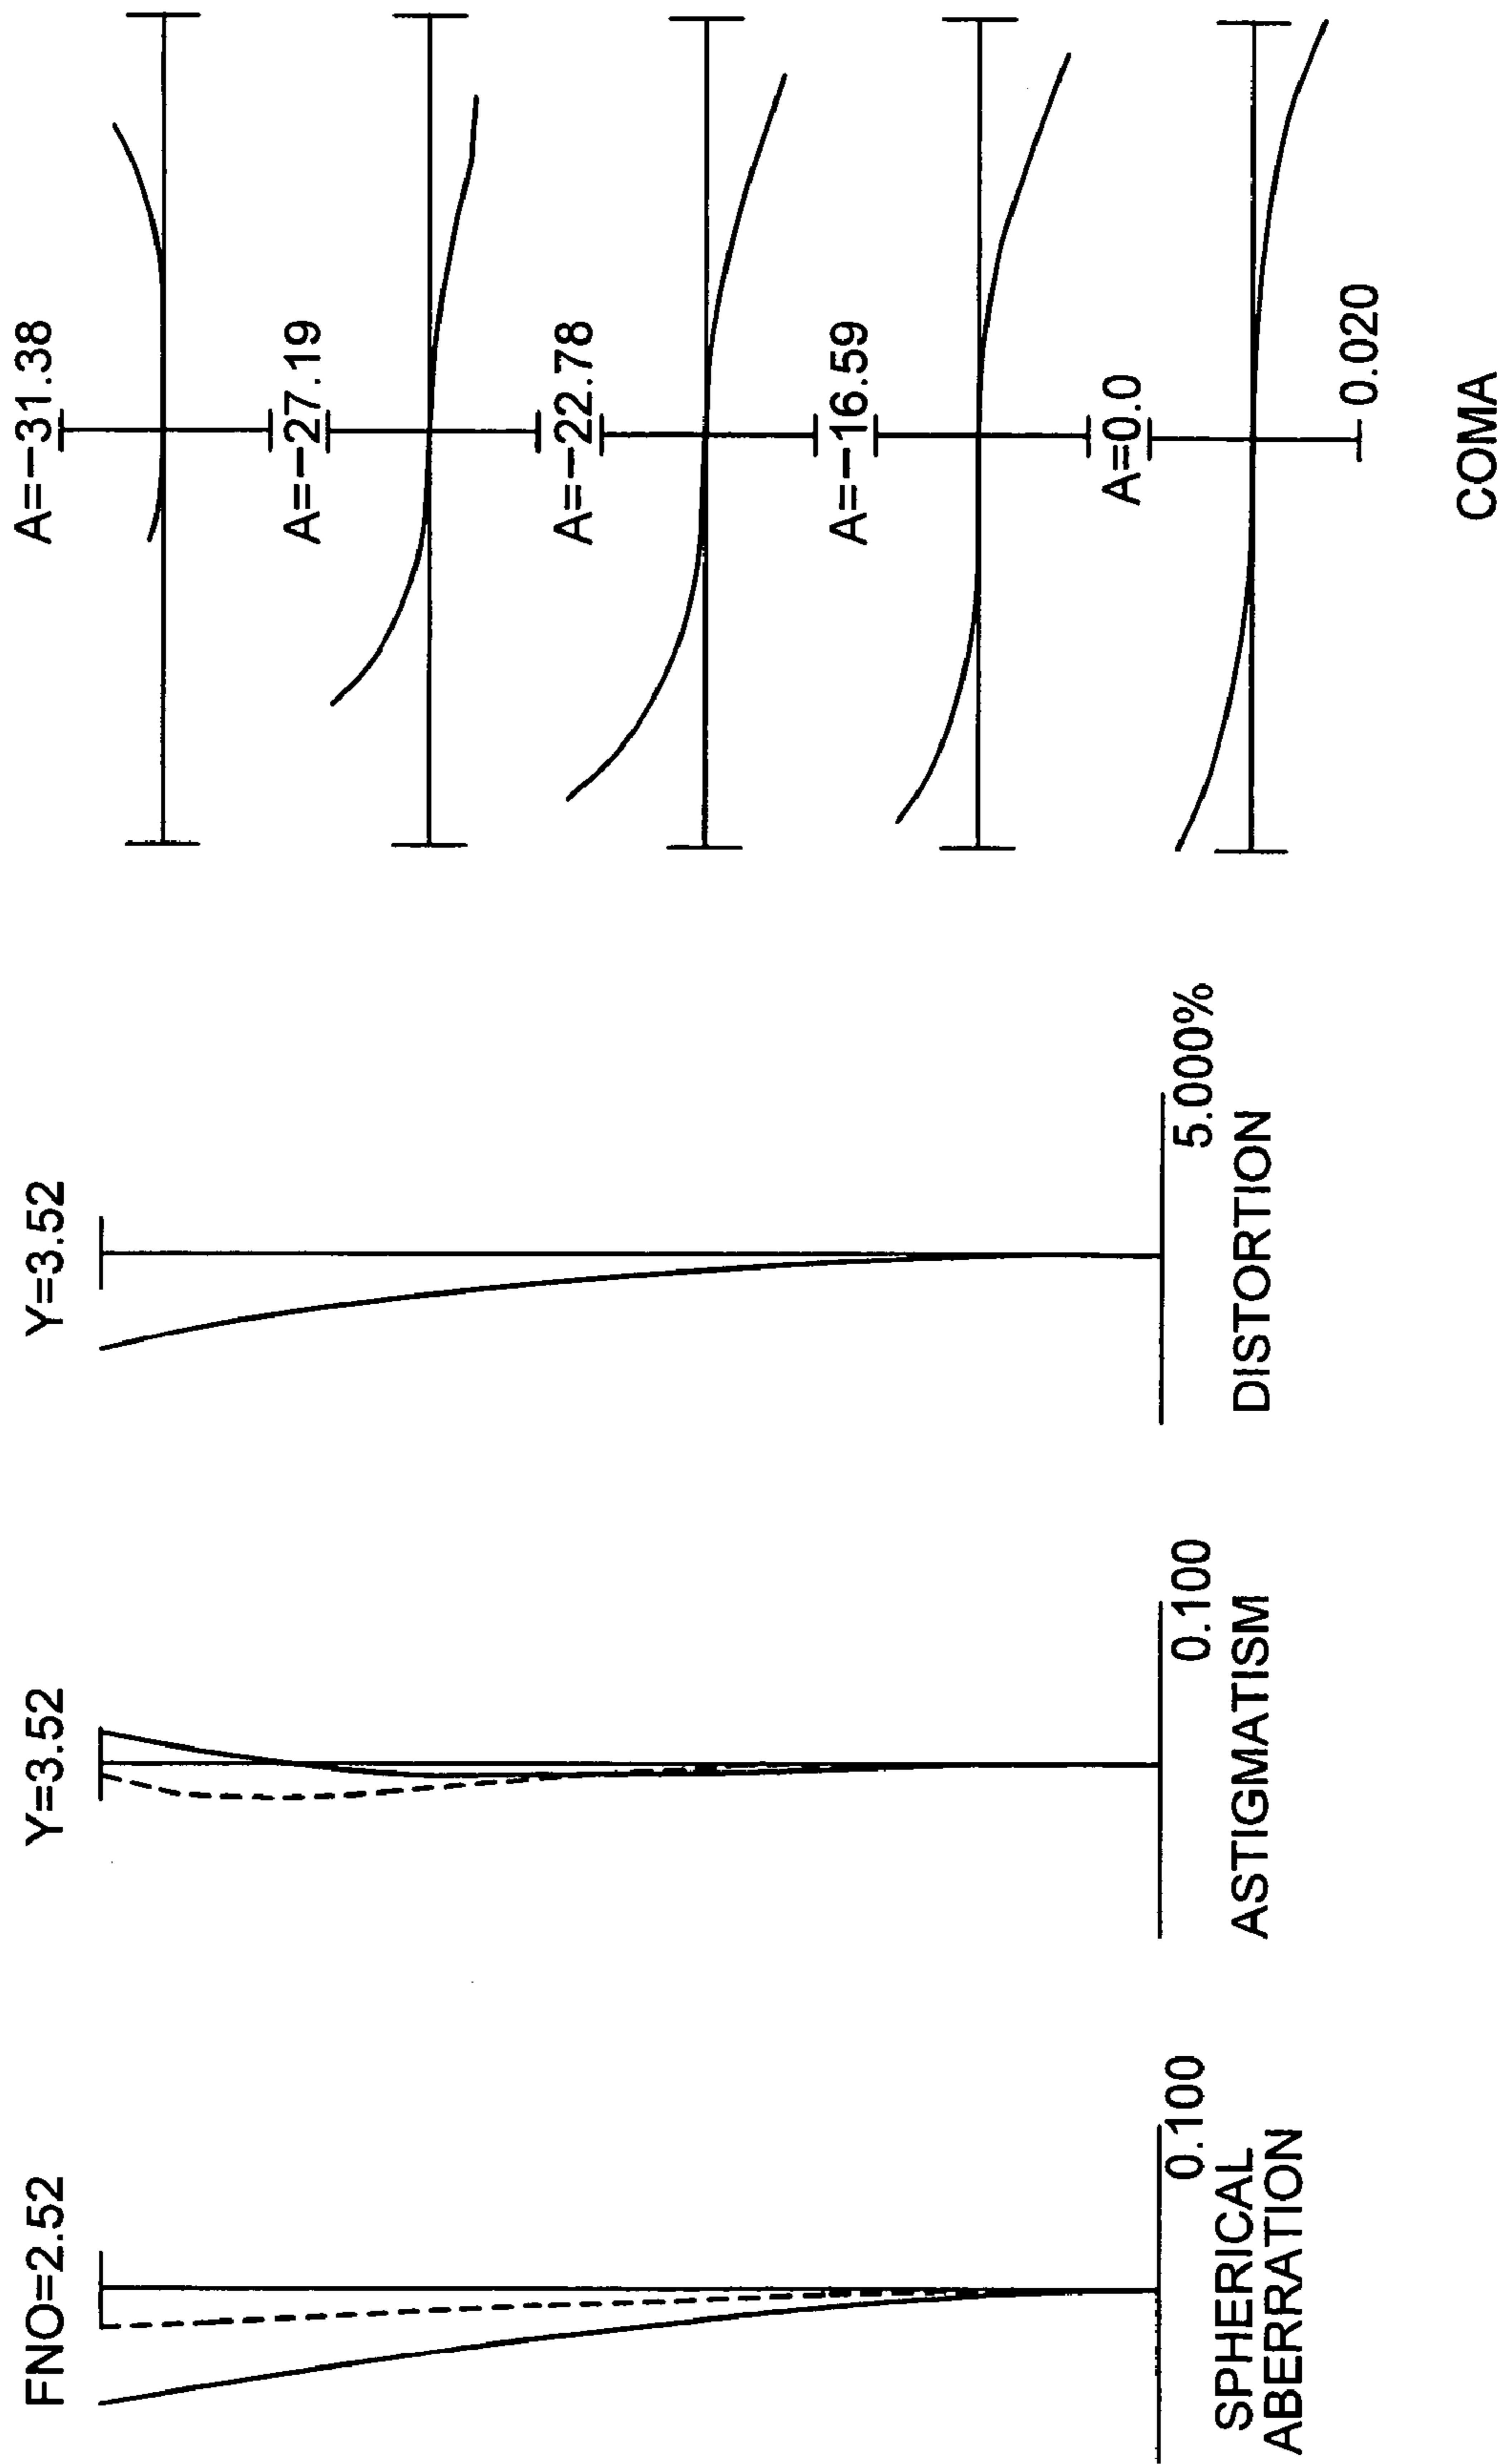 FNO=2.52
0.100
SPHERICAL
ABERRATION
Y=3.52
0.100
ASTIGMATISM
Y=3.52
5.000%
DISTORTION
A=−31.38
A=−27.19
A=−22.78
A=−16.59
A=0.0
0.020
COMA